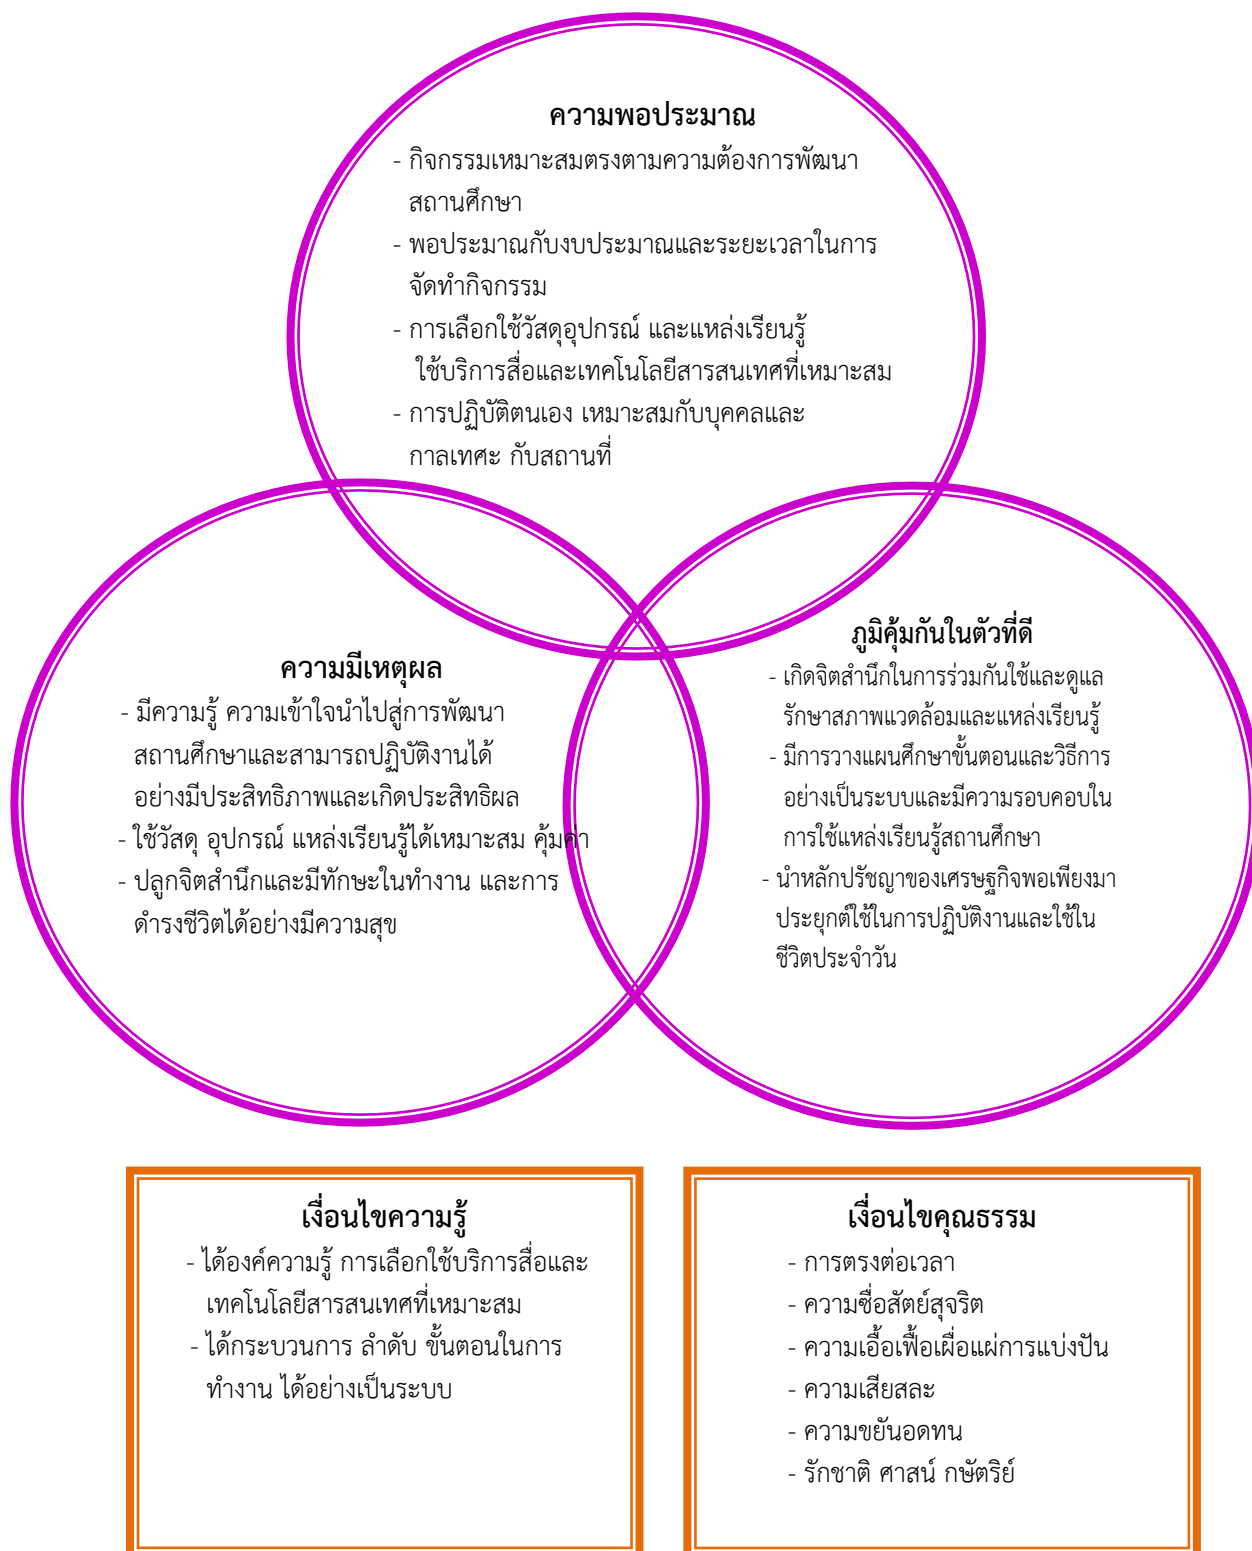 ความพอประมาณ
- กิจกรรมเหมาะสมตรงตามความต้องการพัฒนา
สถานศึกษา
- พอประมาณกับงบประมาณและระยะเวลาในการ
จัดทำกิจกรรม
- การเลือกใช้วัสดุอุปกรณ์ และแหล่งเรียนรู้
ใช้บริการสื่อและเทคโนโลยีสารสนเทศที่เหมาะสม
- การปฏิบัติตนเอง เหมาะสมกับบุคคลและ
กาลเทศะ กับสถานที่
ความมีเหตุผล
- มีความรู้ ความเข้าใจนำไปสู่การพัฒนา
สถานศึกษาและสามารถปฏิบัติงานได้
อย่างมีประสิทธิภาพและเกิดประสิทธิผล
- ใช้วัสดุ อุปกรณ์ แหล่งเรียนรู้ได้เหมาะสม คุ้มค่า
- ปลูกจิตสำนึกและมีทักษะในทำงาน และการ
ดำรงชีวิตได้อย่างมีความสุข
ภูมิคุ้มกันในตัวที่ดี
- เกิดจิตสำนึกในการร่วมกันใช้และดูแล
รักษาสภาพแวดล้อมและแหล่งเรียนรู้
- มีการวางแผนศึกษาขั้นตอนและวิธีการ
อย่างเป็นระบบและมีความรอบคอบใน
การใช้แหล่งเรียนรู้สถานศึกษา
- นำหลักปรัชญาของเศรษฐกิจพอเพียงมา
ประยุกต์ใช้ในการปฏิบัติงานและใช้ใน
ชีวิตประจำวัน
เงื่อนไขความรู้
- ได้องค์ความรู้ การเลือกใช้บริการสื่อและ
เทคโนโลยีสารสนเทศที่เหมาะสม
- ได้กระบวนการ ลำดับ ขั้นตอนในการ
ทำงาน ได้อย่างเป็นระบบ
เงื่อนไขคุณธรรม
- การตรงต่อเวลา
- ความซื่อสัตย์สุจริต
- ความเอื้อเฟื้อเผื่อแผ่การแบ่งปัน
- ความเสียสละ
- ความขยันอดทน
- รักชาติ ศาสน์ กษัตริย์